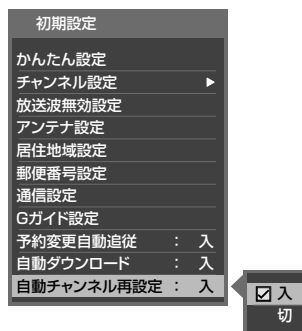 初期設定
かんたん設定
チャンネル設定 ▶
放送波無効設定
アンテナ設定
居住地域設定
郵便番号設定
通信設定
Gガイド設定
予約変更自動追従 : 入
自動ダウンロード : 入
自動チャンネル再設定 : 入
☑ 入
切